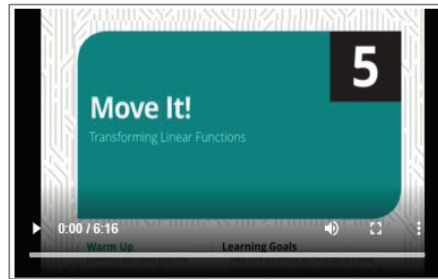 5
Move It!
Transforming Linear Functions
0:00 / 6:16
Warm Up
Learning Goals